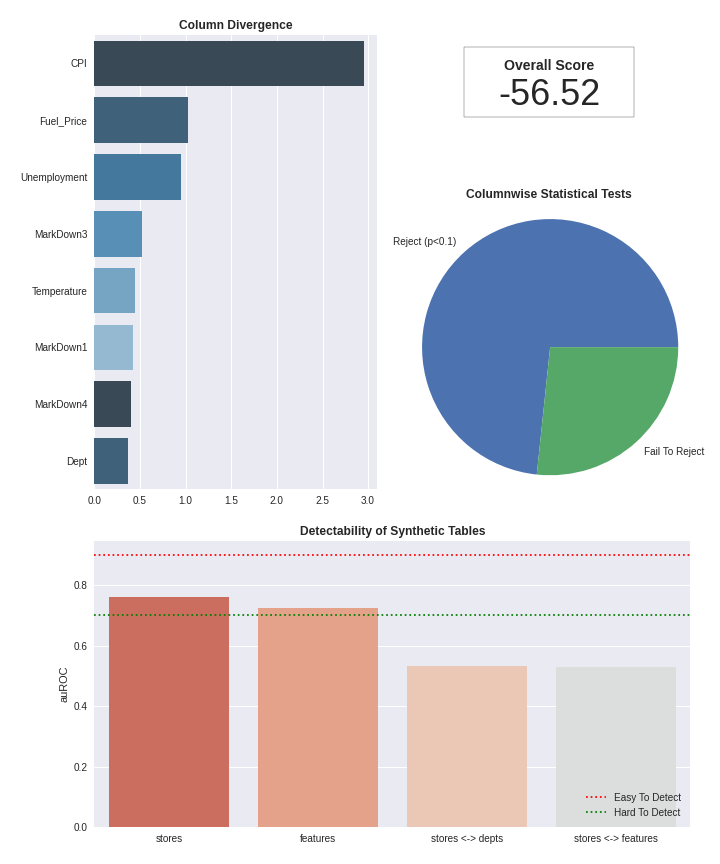 Column Divergence
CPI
Fuel_Price
Unemployment
MarkDown3
Temperature
MarkDown1
MarkDown4
Dept
0.0 0.5 1.0 1.5 2.0 2.5 3.0
Overall Score
-56.52
Columnwise Statistical Tests
Reject (p<0.1)
Fail To Reject
Detectability of Synthetic Tables
auROC
0.8
0.6
0.4
0.2
0.0
Easy To Detect
Hard To Detect
stores features stores <-> depts stores <-> features